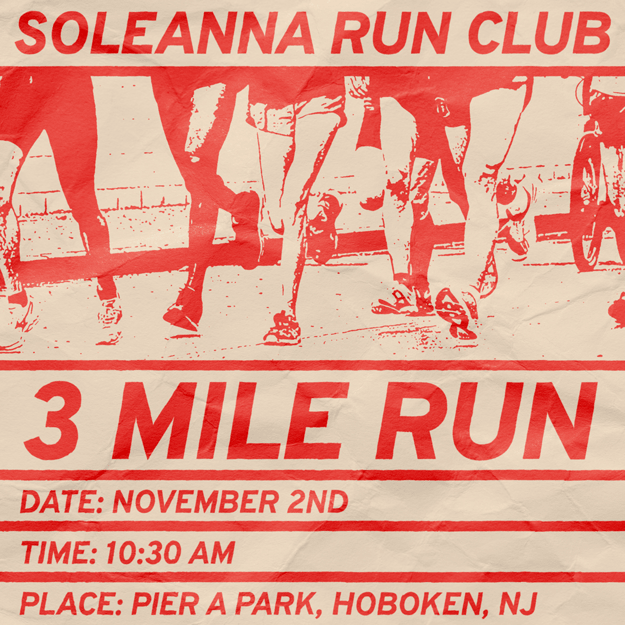 SOLEANNA RUN CLUB
3 MILE RUN
DATE: NOVEMBER 2ND
TIME: 10:30 AM
PLACE: PIER A PARK, HOBOKEN, NJ